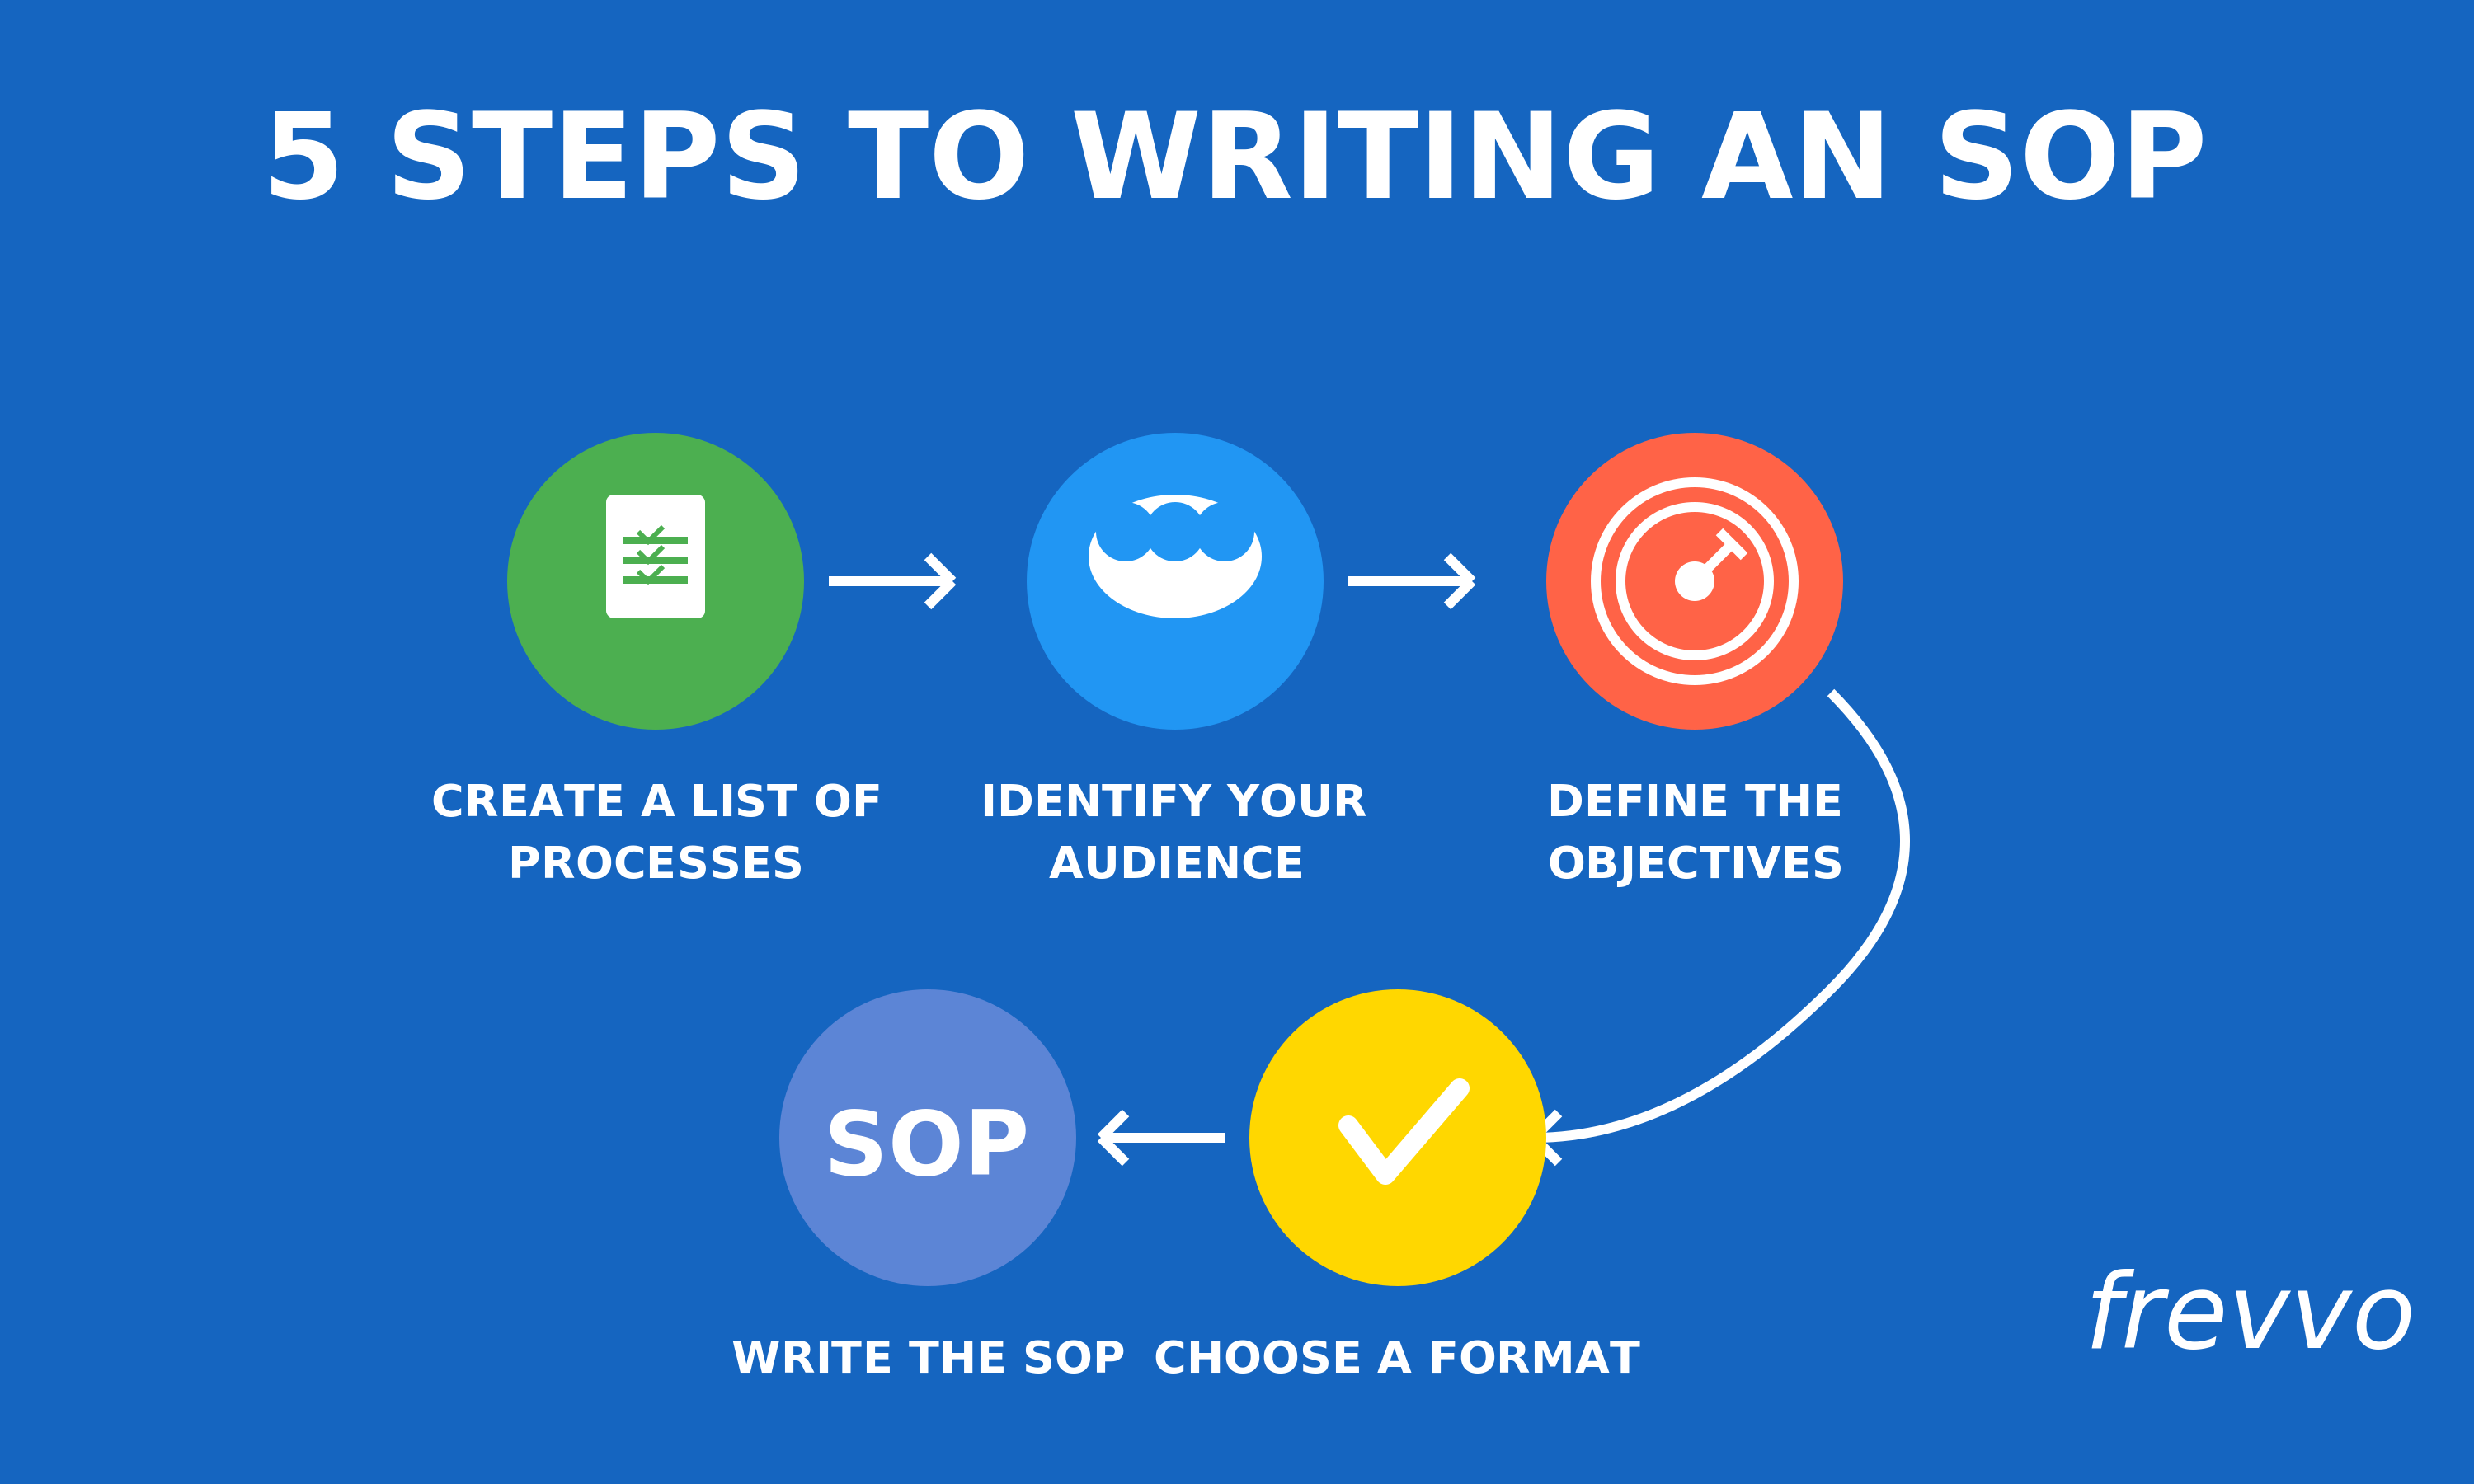 5 STEPS TO WRITING AN SOP
CREATE A LIST OF
PROCESSES
IDENTIFY YOUR
AUDIENCE
DEFINE THE
OBJECTIVES
SOP
WRITE THE SOP
CHOOSE A FORMAT
frevvo